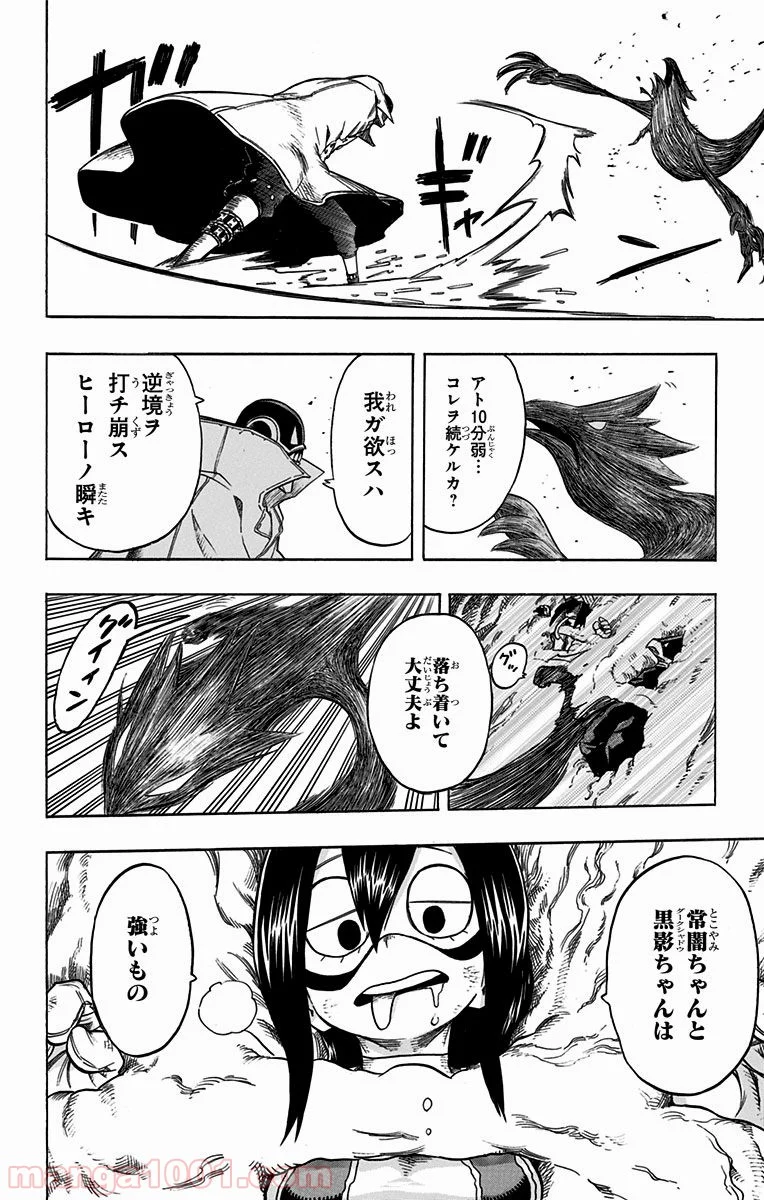 ガガッ
ギャ
アト10分弱…
コレヲ続ケルカ?
我ガ欲スハ
逆境ヲ
打チ崩ス
ヒーローノ瞬キ
グッ
落ち着いて
大丈夫よ
グイィン
常闇ちゃんと
黒影ちゃんは
強いもの
manga1001.com